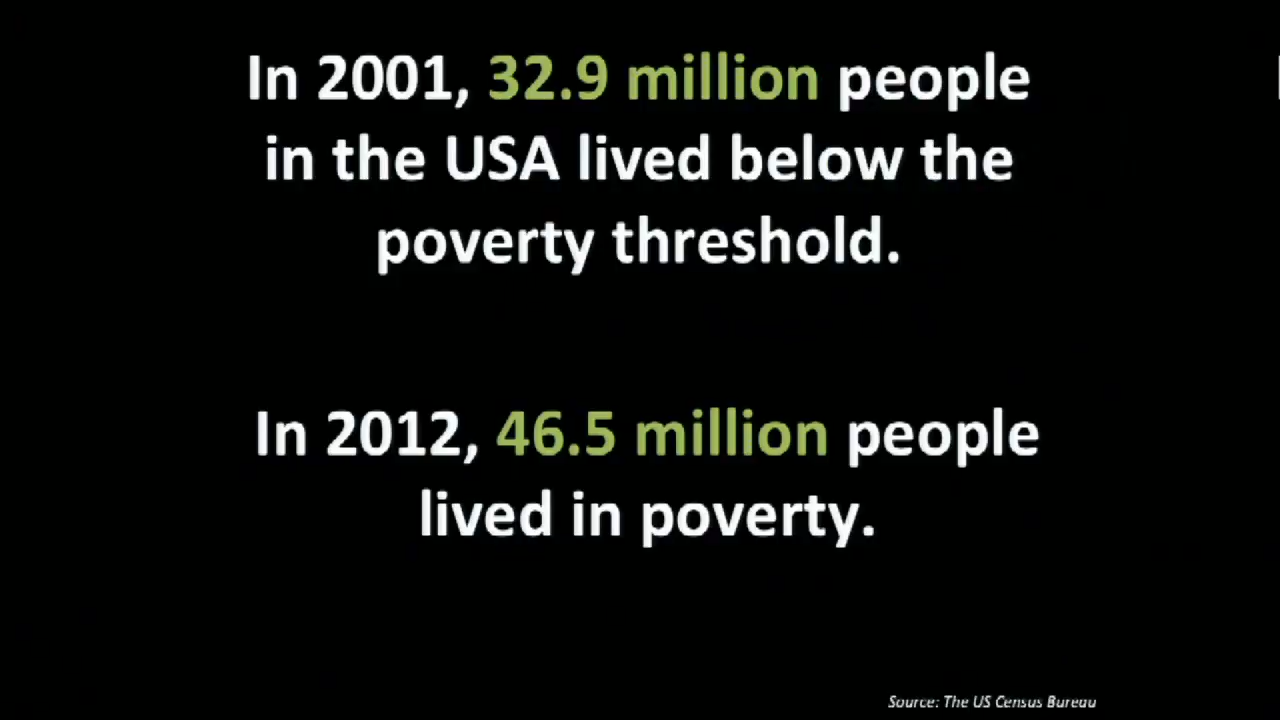 In 2001, 32.9 million people
in the USA lived below the
poverty threshold.
In 2012, 46.5 million people
lived in poverty.
Source: The US Census Bureau